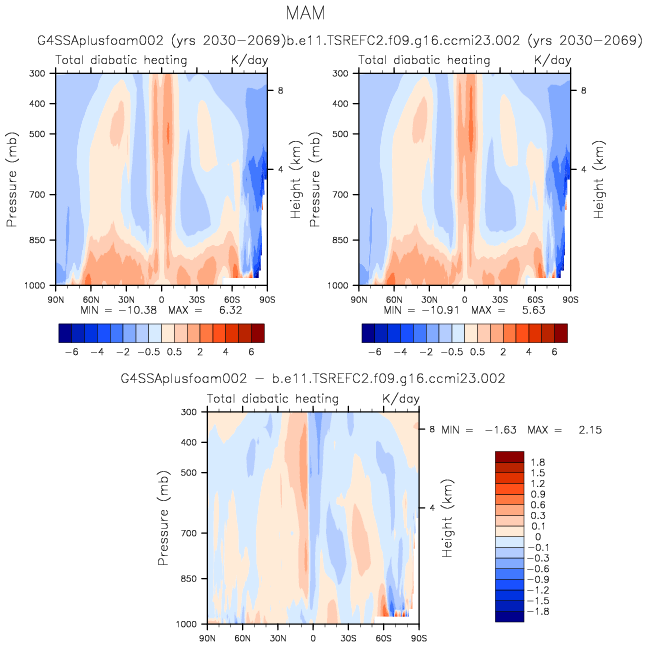 MAM
G4SSAplusfoam002 (yrs 2030-2069)b.e11.TSREFC2.f09.g16.ccmi23.002 (yrs 2030-2069)
Total diabatic heating K/day Total diabatic heating K/day
300 300
400 8 400 8
500 500
4 4
700 700
850 850
1000 1000
Pressure (mb) Height (km) Pressure (mb) Height (km)
90N 60N 30N 0 30S 60S 90S 90N 60N 30N 0 30S 60S 90S
MIN = -10.38 MAX = 6.32 MIN = -10.91 MAX = 5.63
-6 -4 -2 -0.5 0.5 2 4 6 -6 -4 -2 -0.5 0.5 2 4 6
G4SSAplusfoam002 - b.e11.TSREFC2.f09.g16.ccmi23.002
Total diabatic heating K/day
300
400 8 MIN = -1.63 MAX = 2.15
500
4
700
850
1000
Pressure (mb) Height (km)
90N 60N 30N 0 30S 60S 90S
1.8
1.5
1.2
0.9
0.6
0.3
0.1
0
-0.1
-0.3
-0.6
-0.9
-1.2
-1.5
-1.8